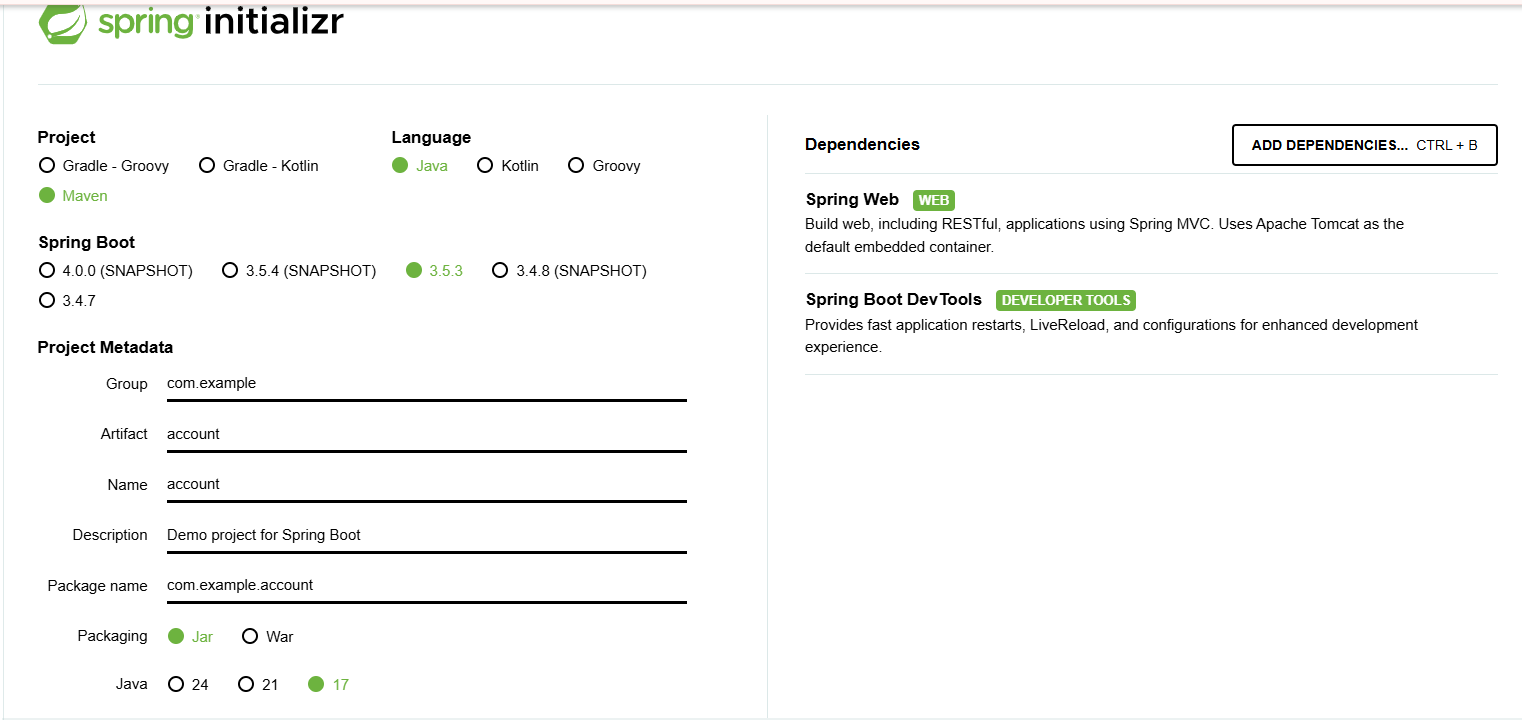 spring initializr
Project
Gradle - Groovy Gradle - Kotlin
Maven
Language
Java Kotlin Groovy
Spring Boot
4.0.0 (SNAPSHOT) 3.5.4 (SNAPSHOT) 3.5.3 3.4.8 (SNAPSHOT)
3.4.7
Project Metadata
Group com.example
Artifact account
Name account
Description Demo project for Spring Boot
Package name com.example.account
Packaging Jar War
Java 24 21 17
Dependencies
ADD DEPENDENCIES... CTRL + B
Spring Web WEB
Build web, including RESTful, applications using Spring MVC. Uses Apache Tomcat as the
default embedded container.
Spring Boot DevTools DEVELOPER TOOLS
Provides fast application restarts, LiveReload, and configurations for enhanced development
experience.